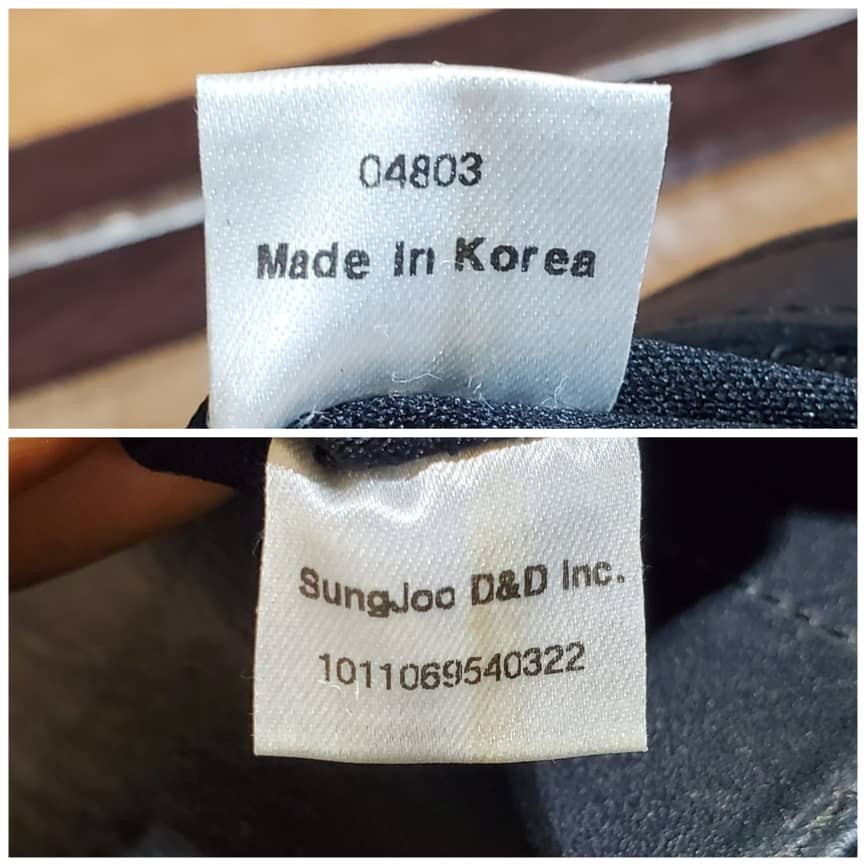 04803
Made In Korea
SungJoo D&D Inc.
1011069540322